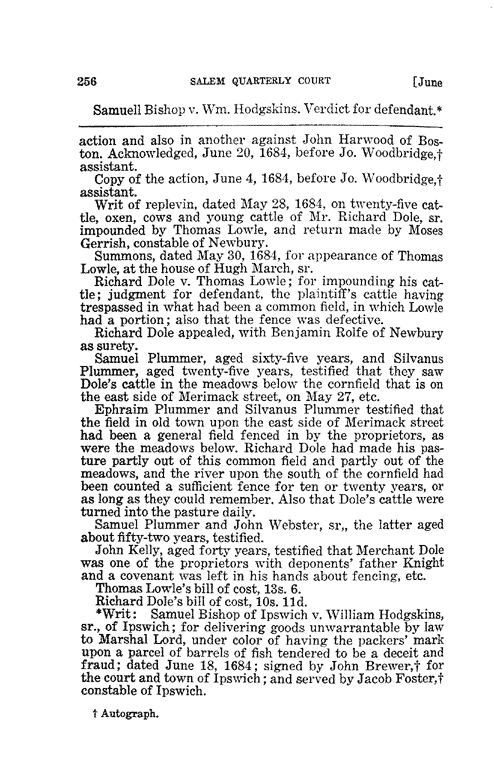 256 SALEM QUARTERLY COURT [June
Samuell Bishop v. Wm. Hodgskins. Verdict for defendant.*
action and also in another against John Harwood of Bos-
ton. Acknowledged, June 20, 1684, before Jo. Woodbridge,†
assistant.
Copy of the action, June 4, 1684, before Jo. Woodbridge,†
assistant.
Writ of replevin, dated May 28, 1684, on twenty-five cat-
tle, oxen, cows and young cattle of Mr. Richard Dole, sr.
impounded by Thomas Lowle, and return made by Moses
Gerrish, constable of Newbury.
Summons, dated May 30, 1684, for appearance of Thomas
Lowle, at the house of Hugh March, sr.
Richard Dole v. Thomas Lowle; for impounding his cat-
tle; judgment for defendant, the plaintiff's cattle having
trespassed in what had been a common field, in which Lowle
had a portion; also that the fence was defective.
Richard Dole appealed, with Benjamin Rolfe of Newbury
as surety.
Samuel Plummer, aged sixty-five years, and Silvanus
Plummer, aged twenty-five years, testified that they saw
Dole's cattle in the meadows below the cornfield that is on
the east side of Merimack street, on May 27, etc.
Ephraim Plummer and Silvanus Plummer testified that
the field in old town upon the east side of Merimack street
had been a general field fenced in by the proprietors, as
were the meadows below. Richard Dole had made his pas-
ture partly out of this common field and partly out of the
meadows, and the river upon the south of the cornfield had
been counted a sufficient fence for ten or twenty years, or
as long as they could remember. Also that Dole's cattle were
turned into the pasture daily.
Samuel Plummer and John Webster, sr,, the latter aged
about fifty-two years, testified.
John Kelly, aged forty years, testified that Merchant Dole
was one of the proprietors with deponents' father Knight
and a covenant was left in his hands about fencing, etc.
Thomas Lowle's bill of cost, 13s. 6.
Richard Dole's bill of cost, 10s. 11d.
*Writ: Samuel Bishop of Ipswich v. William Hodgskins,
sr., of Ipswich; for delivering goods unwarrantable by law
to Marshal Lord, under color of having the packers' mark
upon a parcel of barrels of fish tendered to be a deceit and
fraud; dated June 18, 1684; signed by John Brewer,† for
the court and town of Ipswich; and served by Jacob Foster,†
constable of Ipswich.
† Autograph.